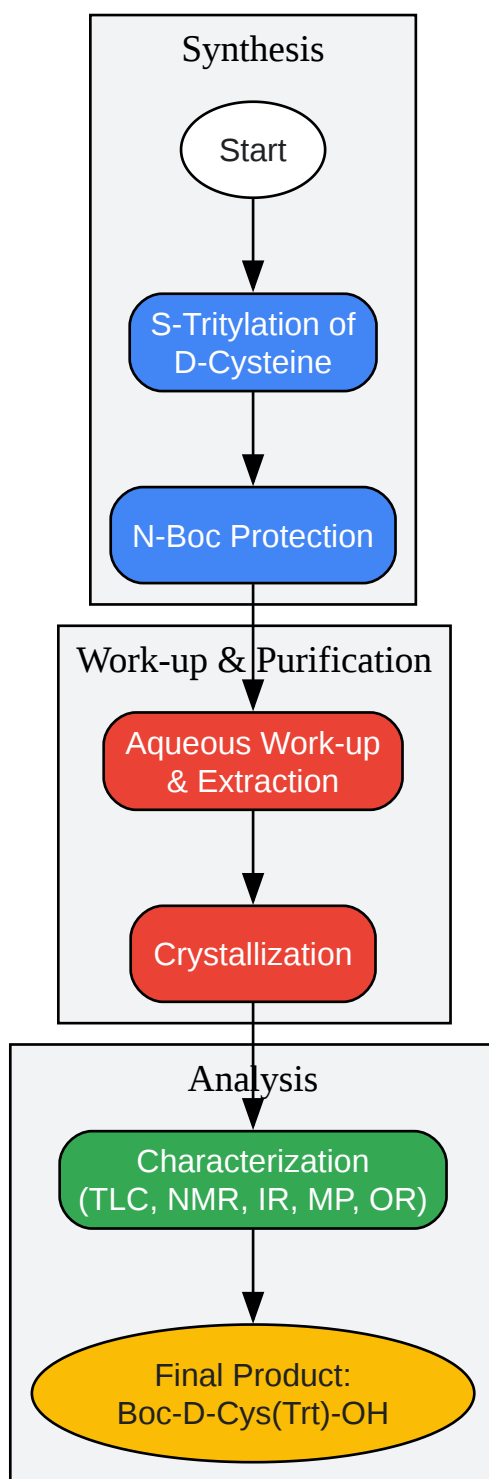 Synthesis
Start
S-Tritylation of
D-Cysteine
N-Boc Protection
Work-up & Purification
Aqueous Work-up
& Extraction
Crystallization
Analysis
Characterization
(TLC, NMR, IR, MP, OR)
Final Product:
Boc-D-Cys(Trt)-OH